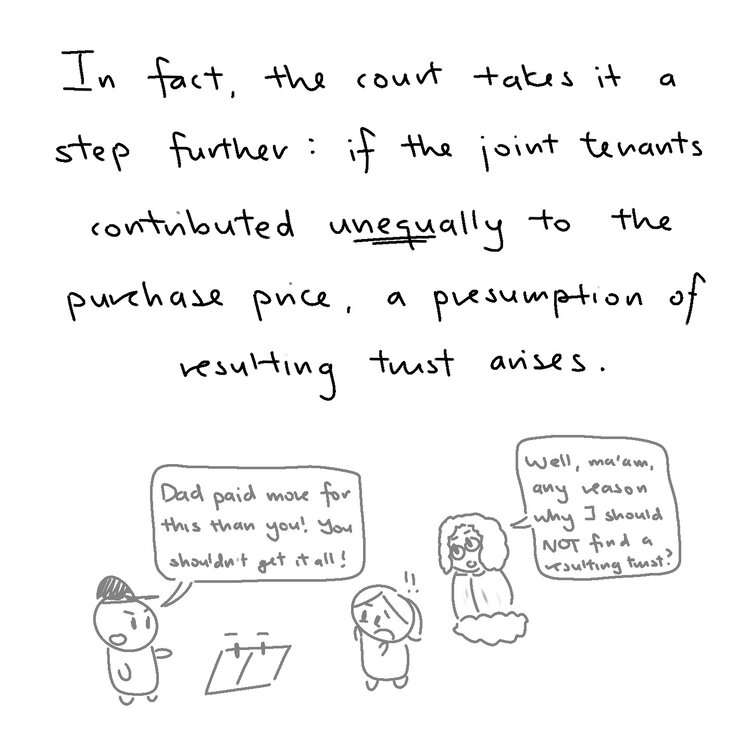 In fact, the court takes it a
step further: if the joint tenants
contributed unequally to the
purchase price, a presumption of
resulting trust arises.
Dad paid more for
this than you! You
shouldn't get it all!
!!
Well, ma'am,
any reason
why I should
NOT find a
resulting trust?